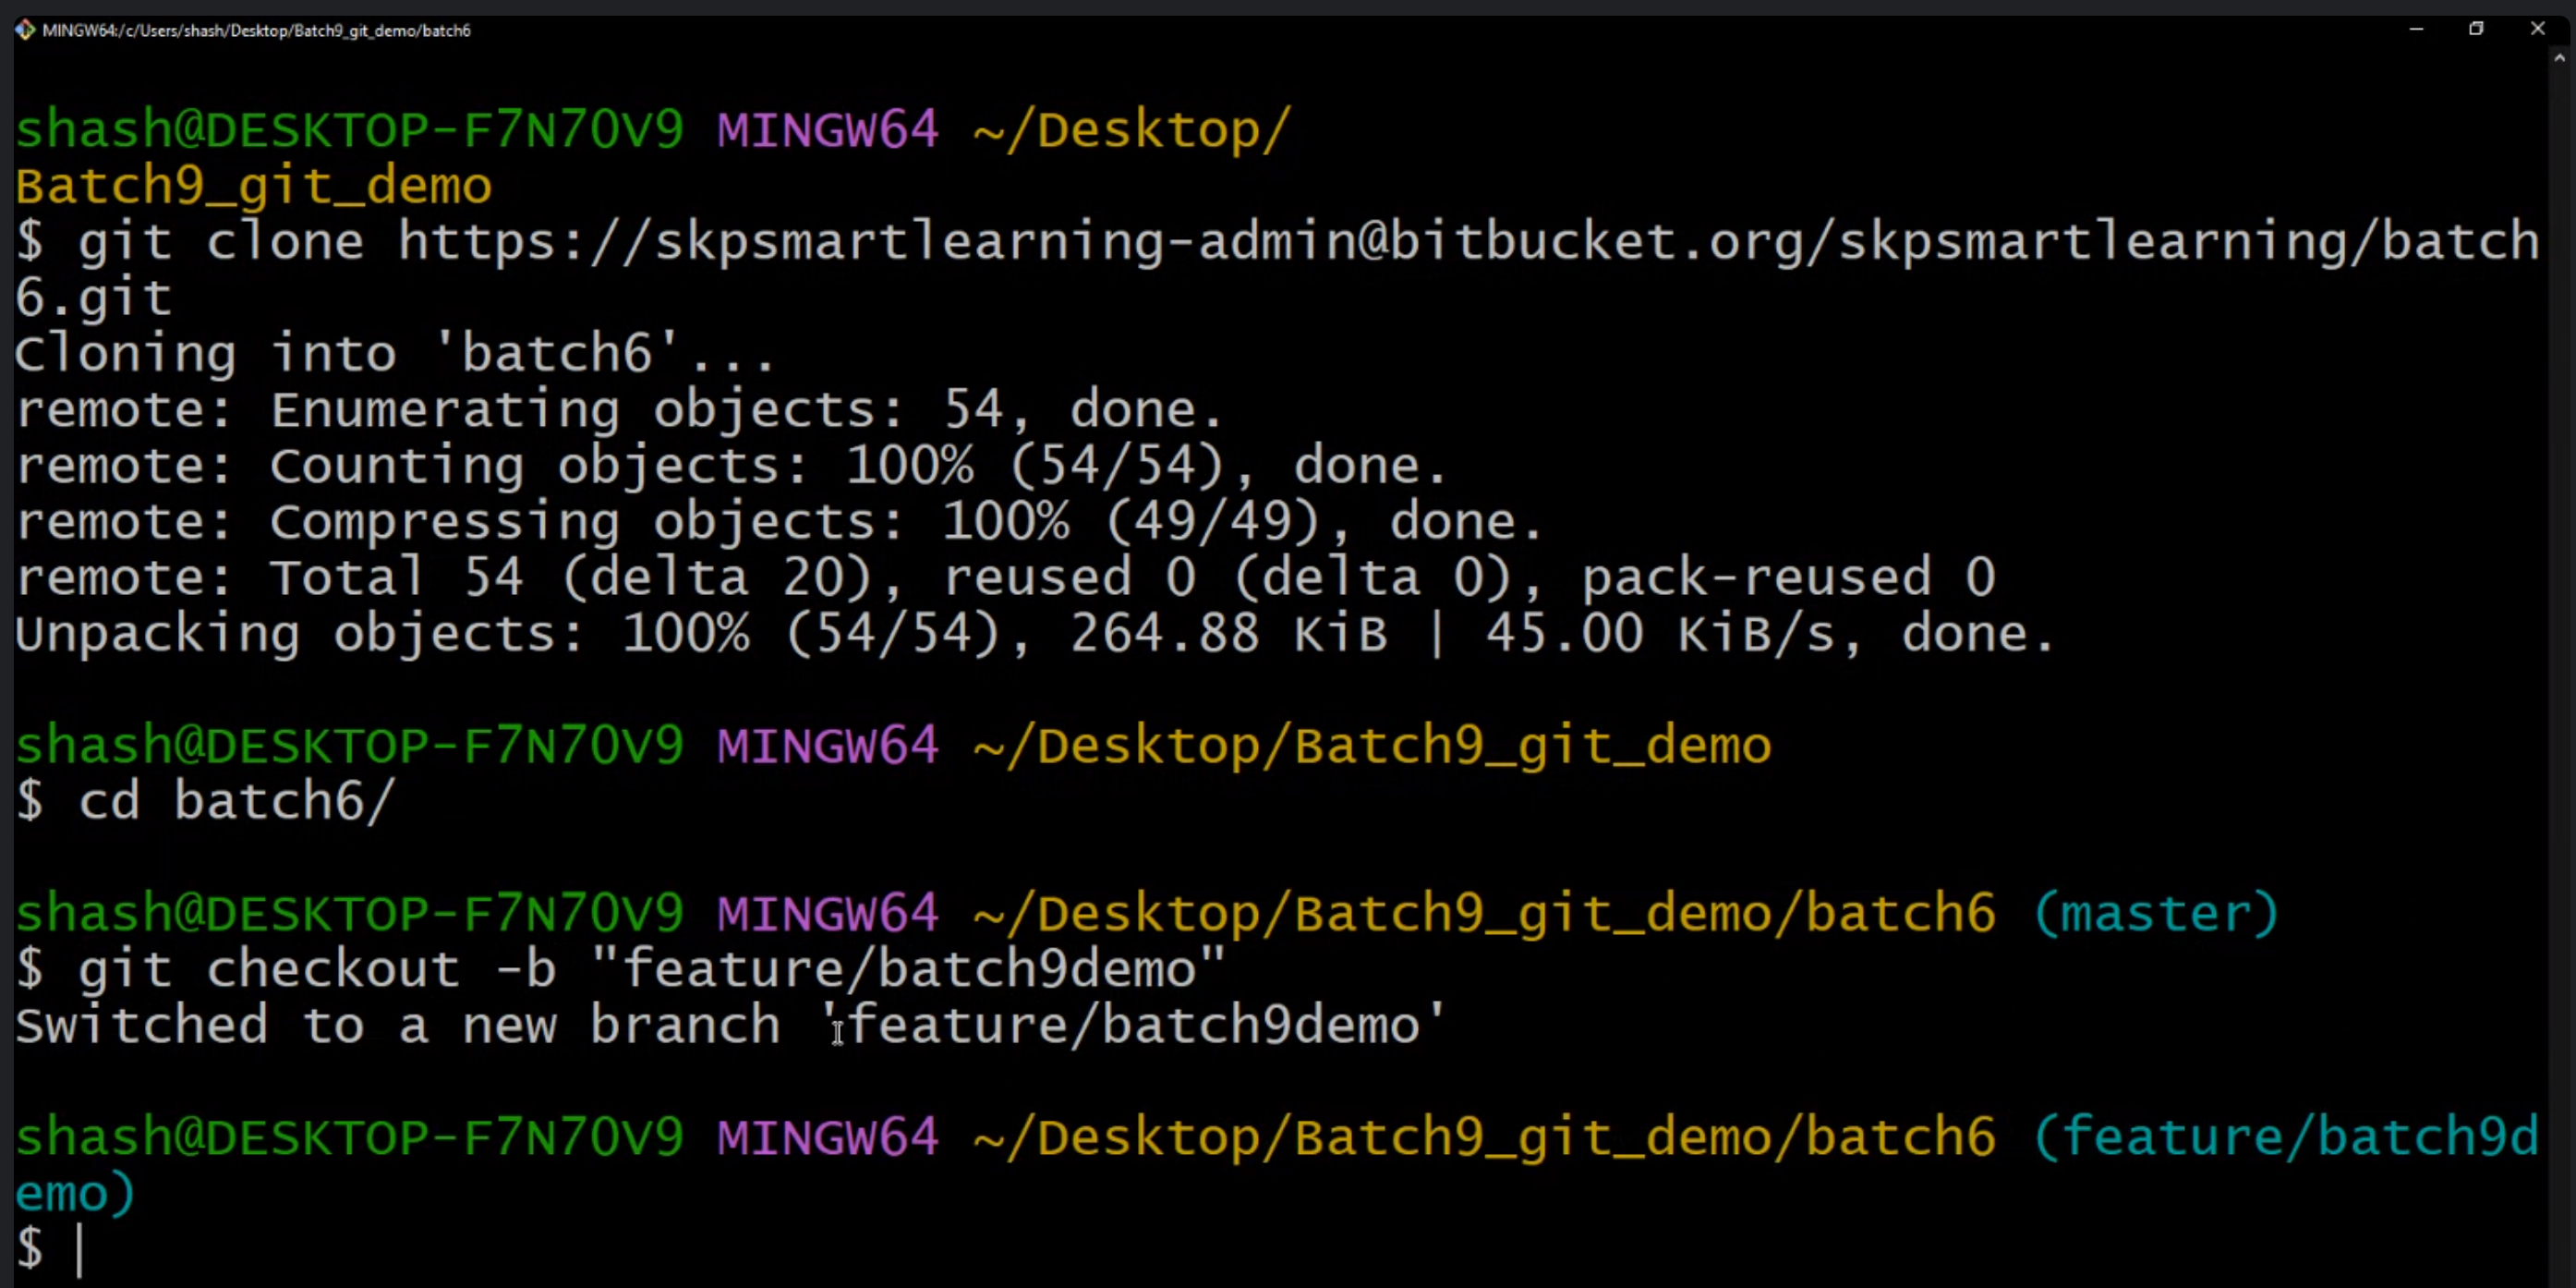 MINGW64:/c/Users/shash/Desktop/Batch9_git_demo/batch6
shash@DESKTOP-F7N70V9 MINGW64 ~/Desktop/
Batch9_git_demo
$ git clone https://skpsmartlearning-admin@bitbucket.org/skpsmartlearning/batch
6.git
Cloning into 'batch6'...
remote: Enumerating objects: 54, done.
remote: Counting objects: 100% (54/54), done.
remote: Compressing objects: 100% (49/49), done.
remote: Total 54 (delta 20), reused 0 (delta 0), pack-reused 0
Unpacking objects: 100% (54/54), 264.88 KiB | 45.00 KiB/s, done.
shash@DESKTOP-F7N70V9 MINGW64 ~/Desktop/Batch9_git_demo
$ cd batch6/
shash@DESKTOP-F7N70V9 MINGW64 ~/Desktop/Batch9_git_demo/batch6 (master)
$ git checkout -b "feature/batch9demo"
Switched to a new branch 'feature/batch9demo'
shash@DESKTOP-F7N70V9 MINGW64 ~/Desktop/Batch9_git_demo/batch6 (feature/batch9d
emo)
$